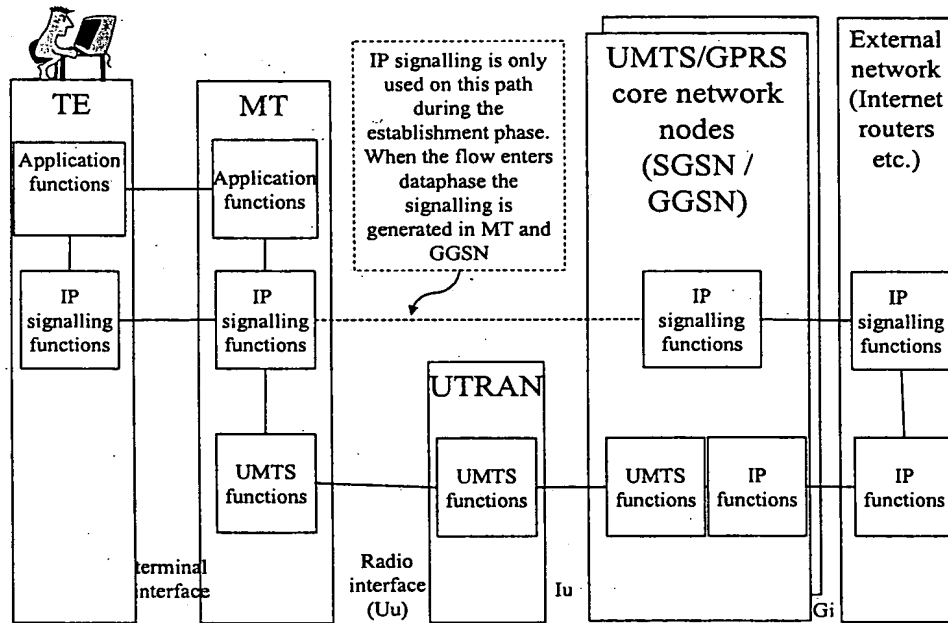 TE
Application
functions
IP
signalling
functions
MT
Application
functions
IP
signalling
functions
UMTS
functions
IP signalling is only
used on this path
during the
establishment phase.
When the flow enters
dataphase the
signalling is
generated in MT and
GGSN
UTRAN
UMTS
functions
UMTS/GPRS
core network
nodes
(SGSN /
GGSN)
IP
signalling
functions
UMTS
functions
IP
functions
External
network
(Internet
routers
etc.)
IP
signalling
functions
IP
functions
terminal
interface
Radio
interface
(Uu)
Iu
Gi